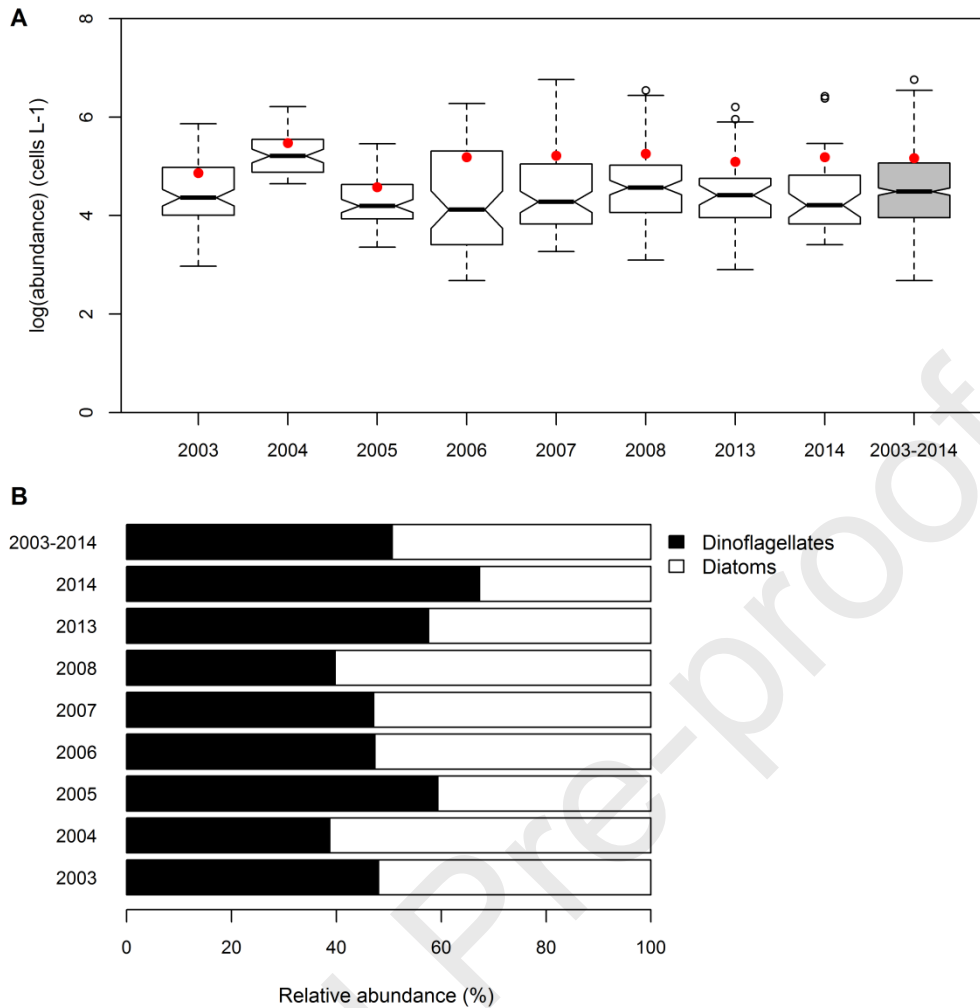 A
log(abundance) (cells L-1)
8
6
4
2
0
2003 2004 2005 2006 2007 2008 2013 2014 2003-2014
B
2003-2014
2014
2013
2008
2007
2006
2005
2004
2003
Dinoflagellates
Diatoms
0 20 40 60 80 100
Relative abundance (%)
Pre-proof